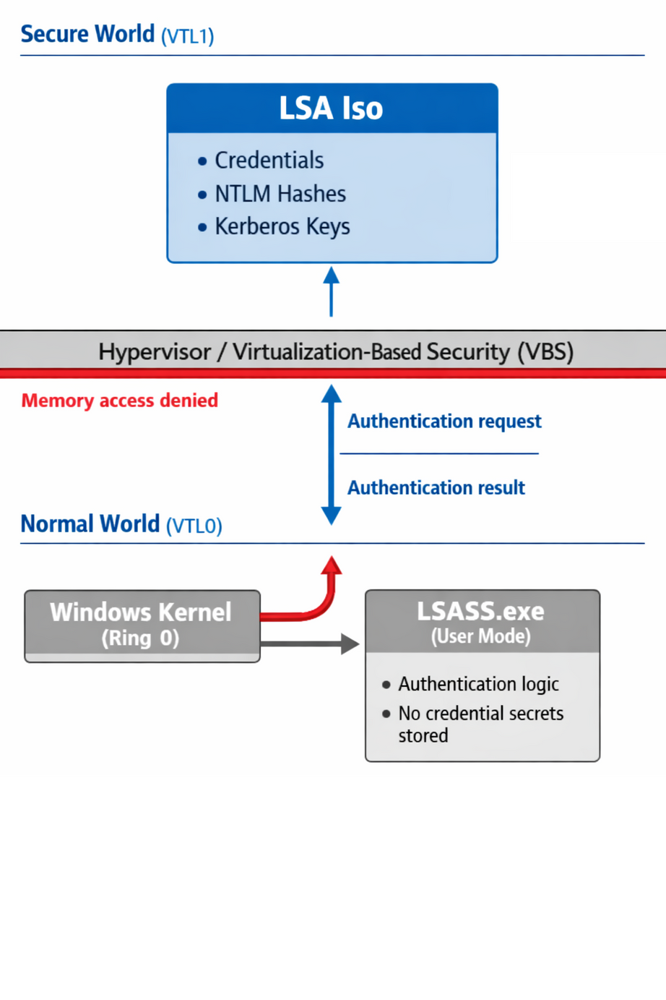 Secure World (VTL1)
LSA Iso
• Credentials
• NTLM Hashes
• Kerberos Keys
Hypervisor / Virtualization-Based Security (VBS)
Memory access denied
Authentication request
Authentication result
Normal World (VTL0)
Windows Kernel
(Ring 0)
LSASS.exe
(User Mode)
• Authentication logic
• No credential secrets
stored